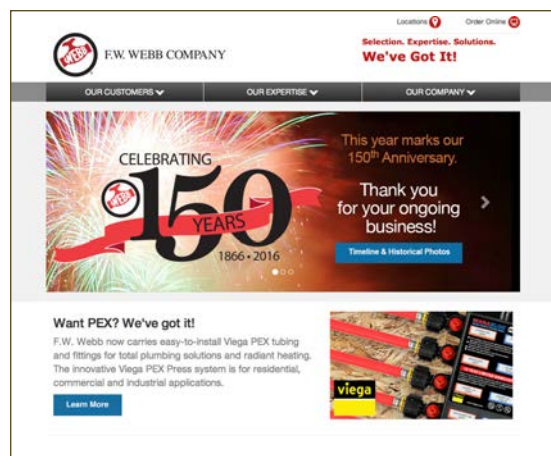 Locations
Order Online
WEBB
F.W. WEBB COMPANY
Selection. Expertise. Solutions.
We've Got It!
OUR CUSTOMERS
OUR EXPERTISE
OUR COMPANY
CELEBRATING
WEBB
150
YEARS
1866 • 2016
This year marks our
150th Anniversary.
Thank you
for your ongoing
business!
Timeline & Historical Photos
Want PEX? We've got it!
F.W. Webb now carries easy-to-install Viega PEX tubing
and fittings for total plumbing solutions and radiant heating.
The innovative Viega PEX Press system is for residential,
commercial and industrial applications.
Learn More
viega